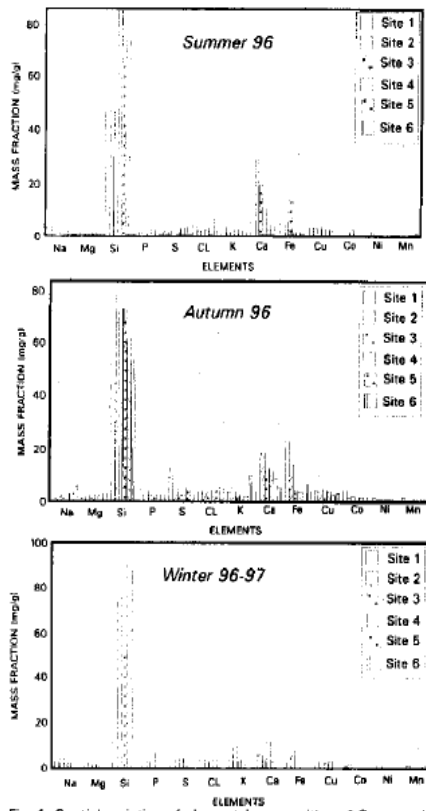 80
60
40
20
0
MASS FRACTION (mg/g)
Summer 96
Site 1
Site 2
Site 3
Site 4
Site 5
Site 6
Na Mg Si P S CL K Ca Fe Cu Co Ni Mn
ELEMENTS
80
60
40
20
0
MASS FRACTION (mg/g)
Autumn 96
Site 1
Site 2
Site 3
Site 4
Site 5
Site 6
Na Mg Si P S CL K Ca Fe Cu Co Ni Mn
ELEMENTS
100
80
60
40
20
0
MASS FRACTION (mg/g)
Winter 96-97
Site 1
Site 2
Site 3
Site 4
Site 5
Site 6
Na Mg Si P S CL K Ca Fe Cu Co Ni Mn
ELEMENTS